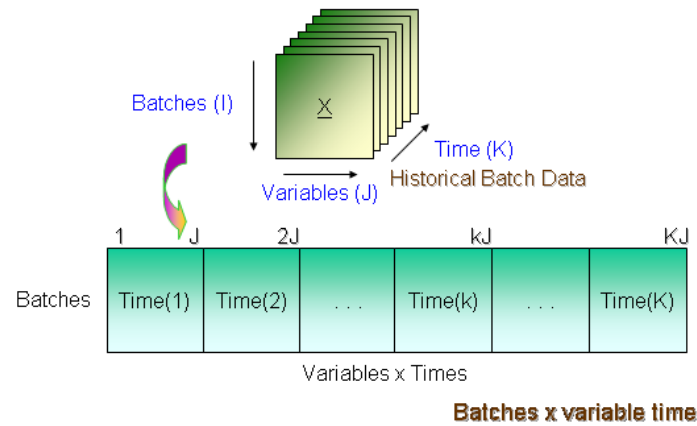 X
Batches (I)
Time (K)
Variables (J)
Historical Batch Data
1 J 2J kJ KJ
Batches Time(1) Time(2) . . . Time(k) . . . Time(K)
Variables x Times
Batches x variable time